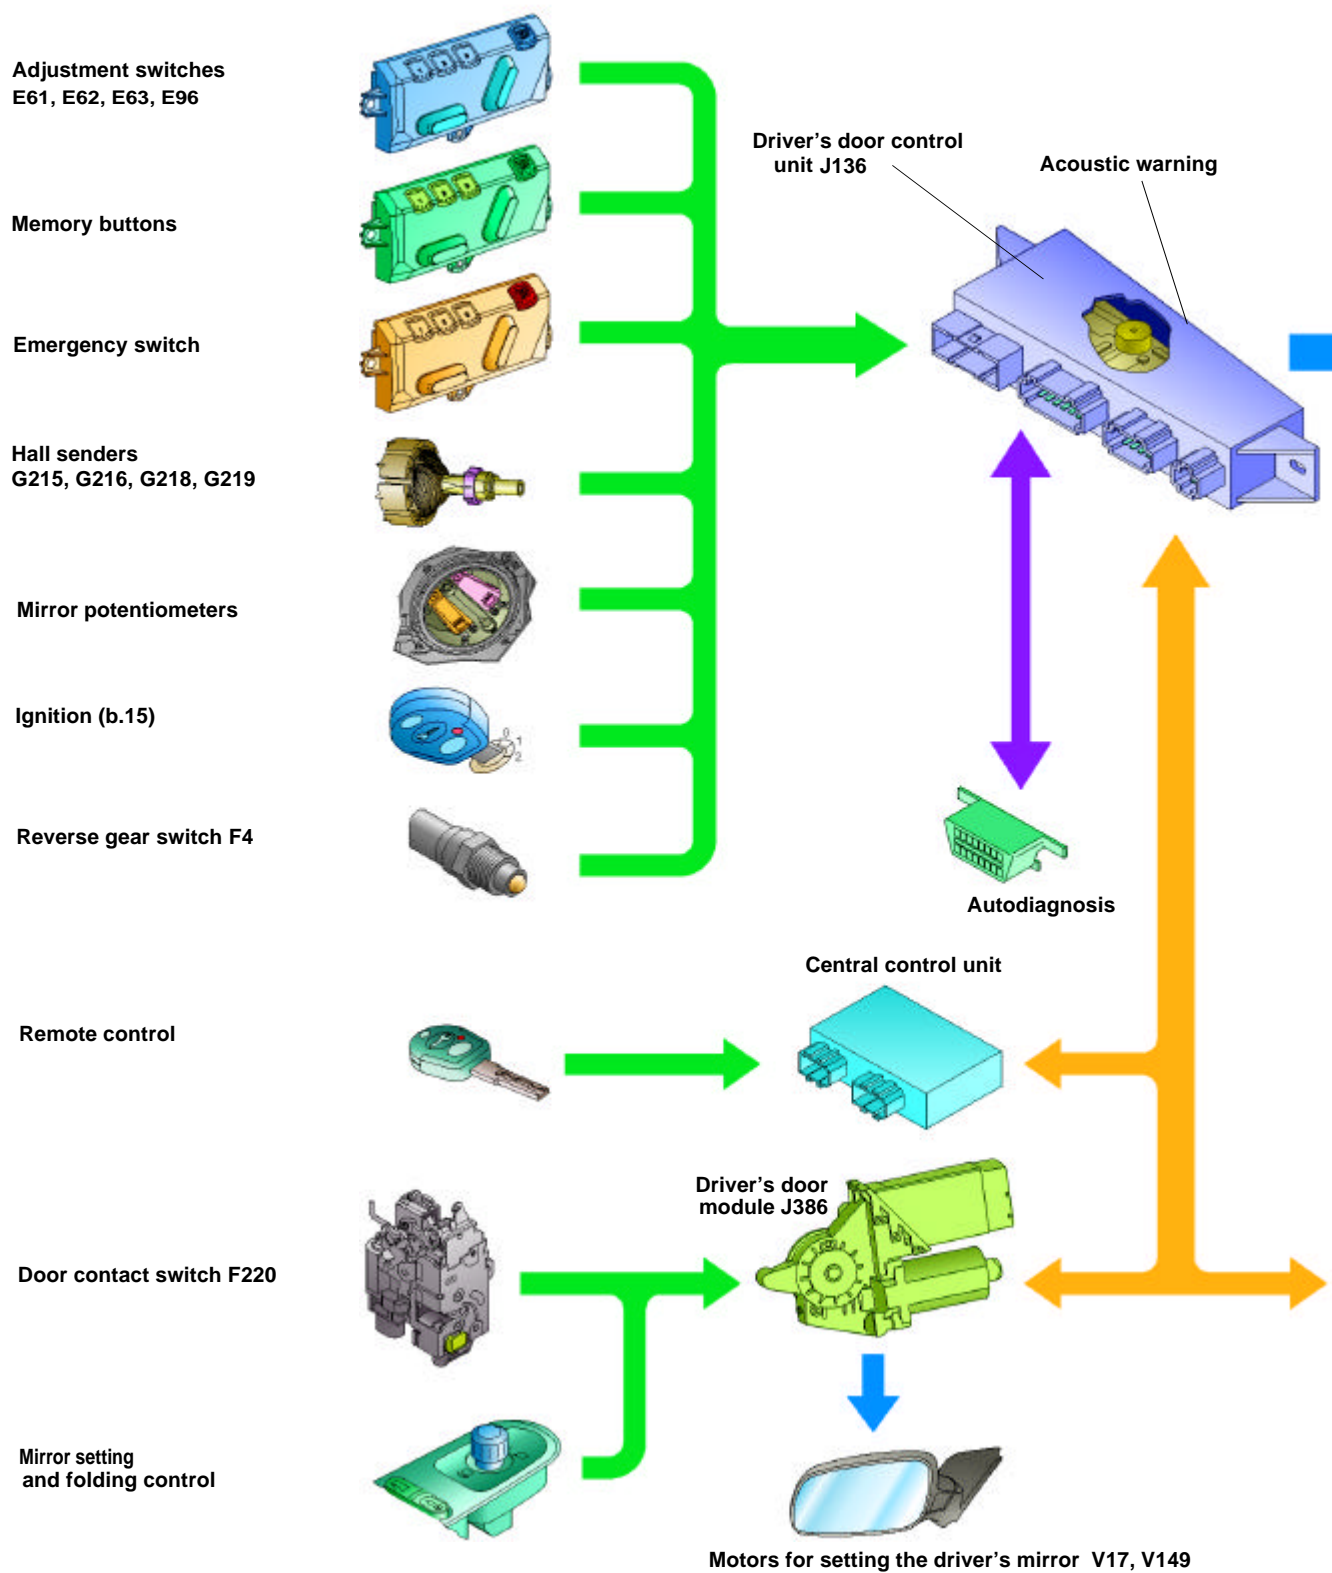 Adjustment switches
E61, E62, E63, E96
Driver’s door control
unit J136
Acoustic warning
Memory buttons
Emergency switch
Hall senders
G215, G216, G218, G219
Mirror potentiometers
Ignition (b.15)
0
1
2
Reverse gear switch F4
Autodiagnosis
Central control unit
Remote control
Driver’s door
module J386
Door contact switch F220
Mirror setting
and folding control
Motors for setting the driver’s mirror V17, V149